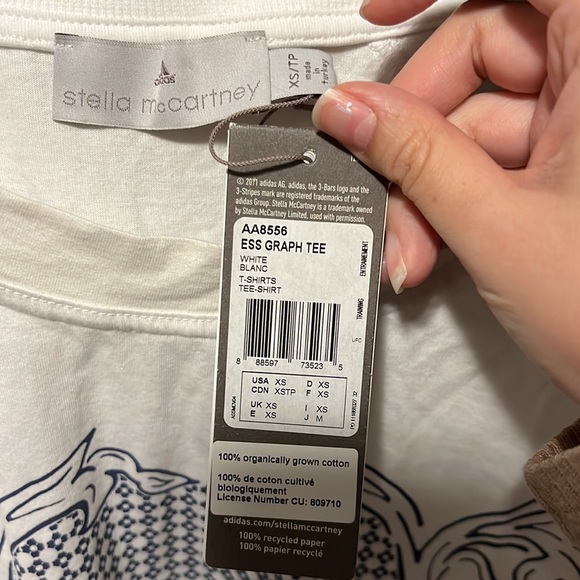 adidas
stella mccartney
XS/TP
made
in
turkey
© 2011 adidas AG. adidas, the 3-Bars logo and the
3-Stripes mark are registered trademarks of the
adidas Group. Stella McCartney is a trademark owned
by Stella McCartney Limited, used with permission.
AA8556
ESS GRAPH TEE
WHITE
BLANC
T-SHIRTS
TEE-SHIRT
TRAINING ENTRAINEMENT
UPC
8 88597 73523 5
USA XS D XS
CDN XSTP F XS
UK XS I XS
E XS J M
100% organically grown cotton
100% de coton cultivé
biologiquement
License Number CU: 809710
adidas.com/stellamccartney
100% recycled paper
100% papier recyclé